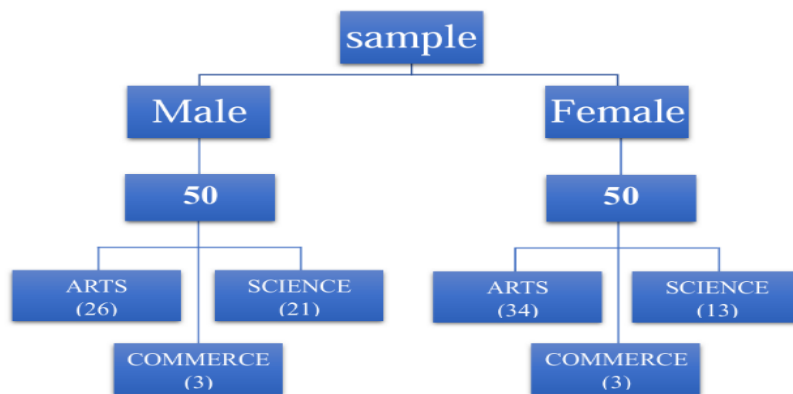 sample
Male
Female
50
50
ARTS
(26)
SCIENCE
(21)
ARTS
(34)
SCIENCE
(13)
COMMERCE
(3)
COMMERCE
(3)